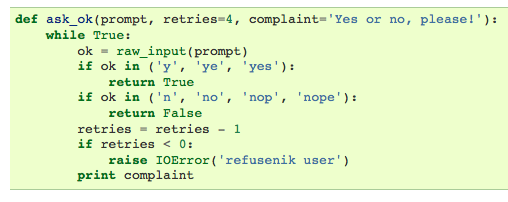 def ask_ok(prompt, retries=4, complaint='Yes or no, please!'):
    while True:
        ok = raw_input(prompt)
        if ok in ('y', 'ye', 'yes'):
            return True
        if ok in ('n', 'no', 'nop', 'nope'):
            return False
        retries = retries - 1
        if retries < 0:
            raise IOError('refusenik user')
        print complaint